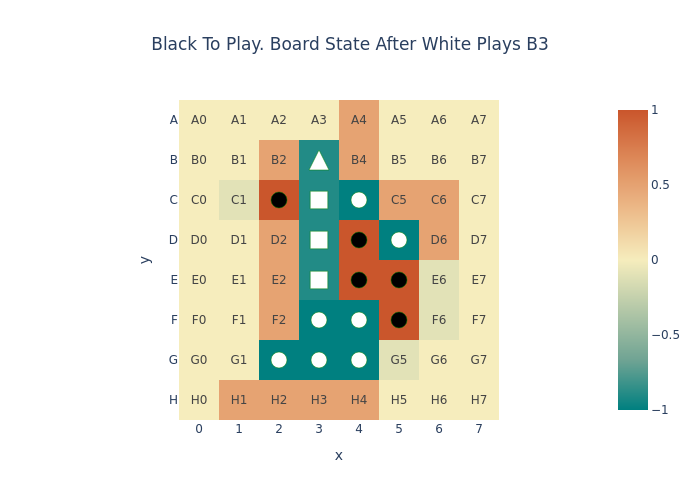 Black To Play. Board State After White Plays B3
A A0 A1 A2 A3 A4 A5 A6 A7
B B0 B1 B2 B4 B5 B6 B7
C C0 C1 C5 C6 C7
D D0 D1 D2 D6 D7
E E0 E1 E2 E6 E7
F F0 F1 F2 F6 F7
G G0 G1 G5 G6 G7
H H0 H1 H2 H3 H4 H5 H6 H7
0 1 2 3 4 5 6 7
x
y
1
0.5
0
−0.5
−1